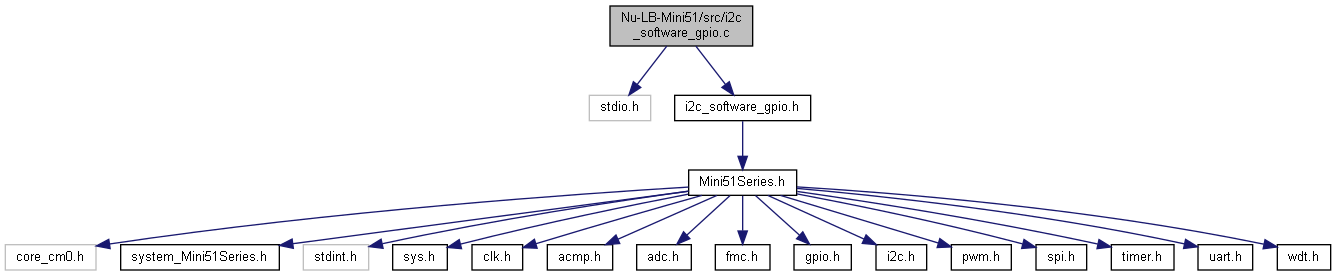 Nu-LB-Mini51/src/i2c
_software_gpio.c
stdio.h
i2c_software_gpio.h
Mini51Series.h
core_cm0.h
system_Mini51Series.h
stdint.h
sys.h
clk.h
acmp.h
adc.h
fmc.h
gpio.h
i2c.h
pwm.h
spi.h
timer.h
uart.h
wdt.h